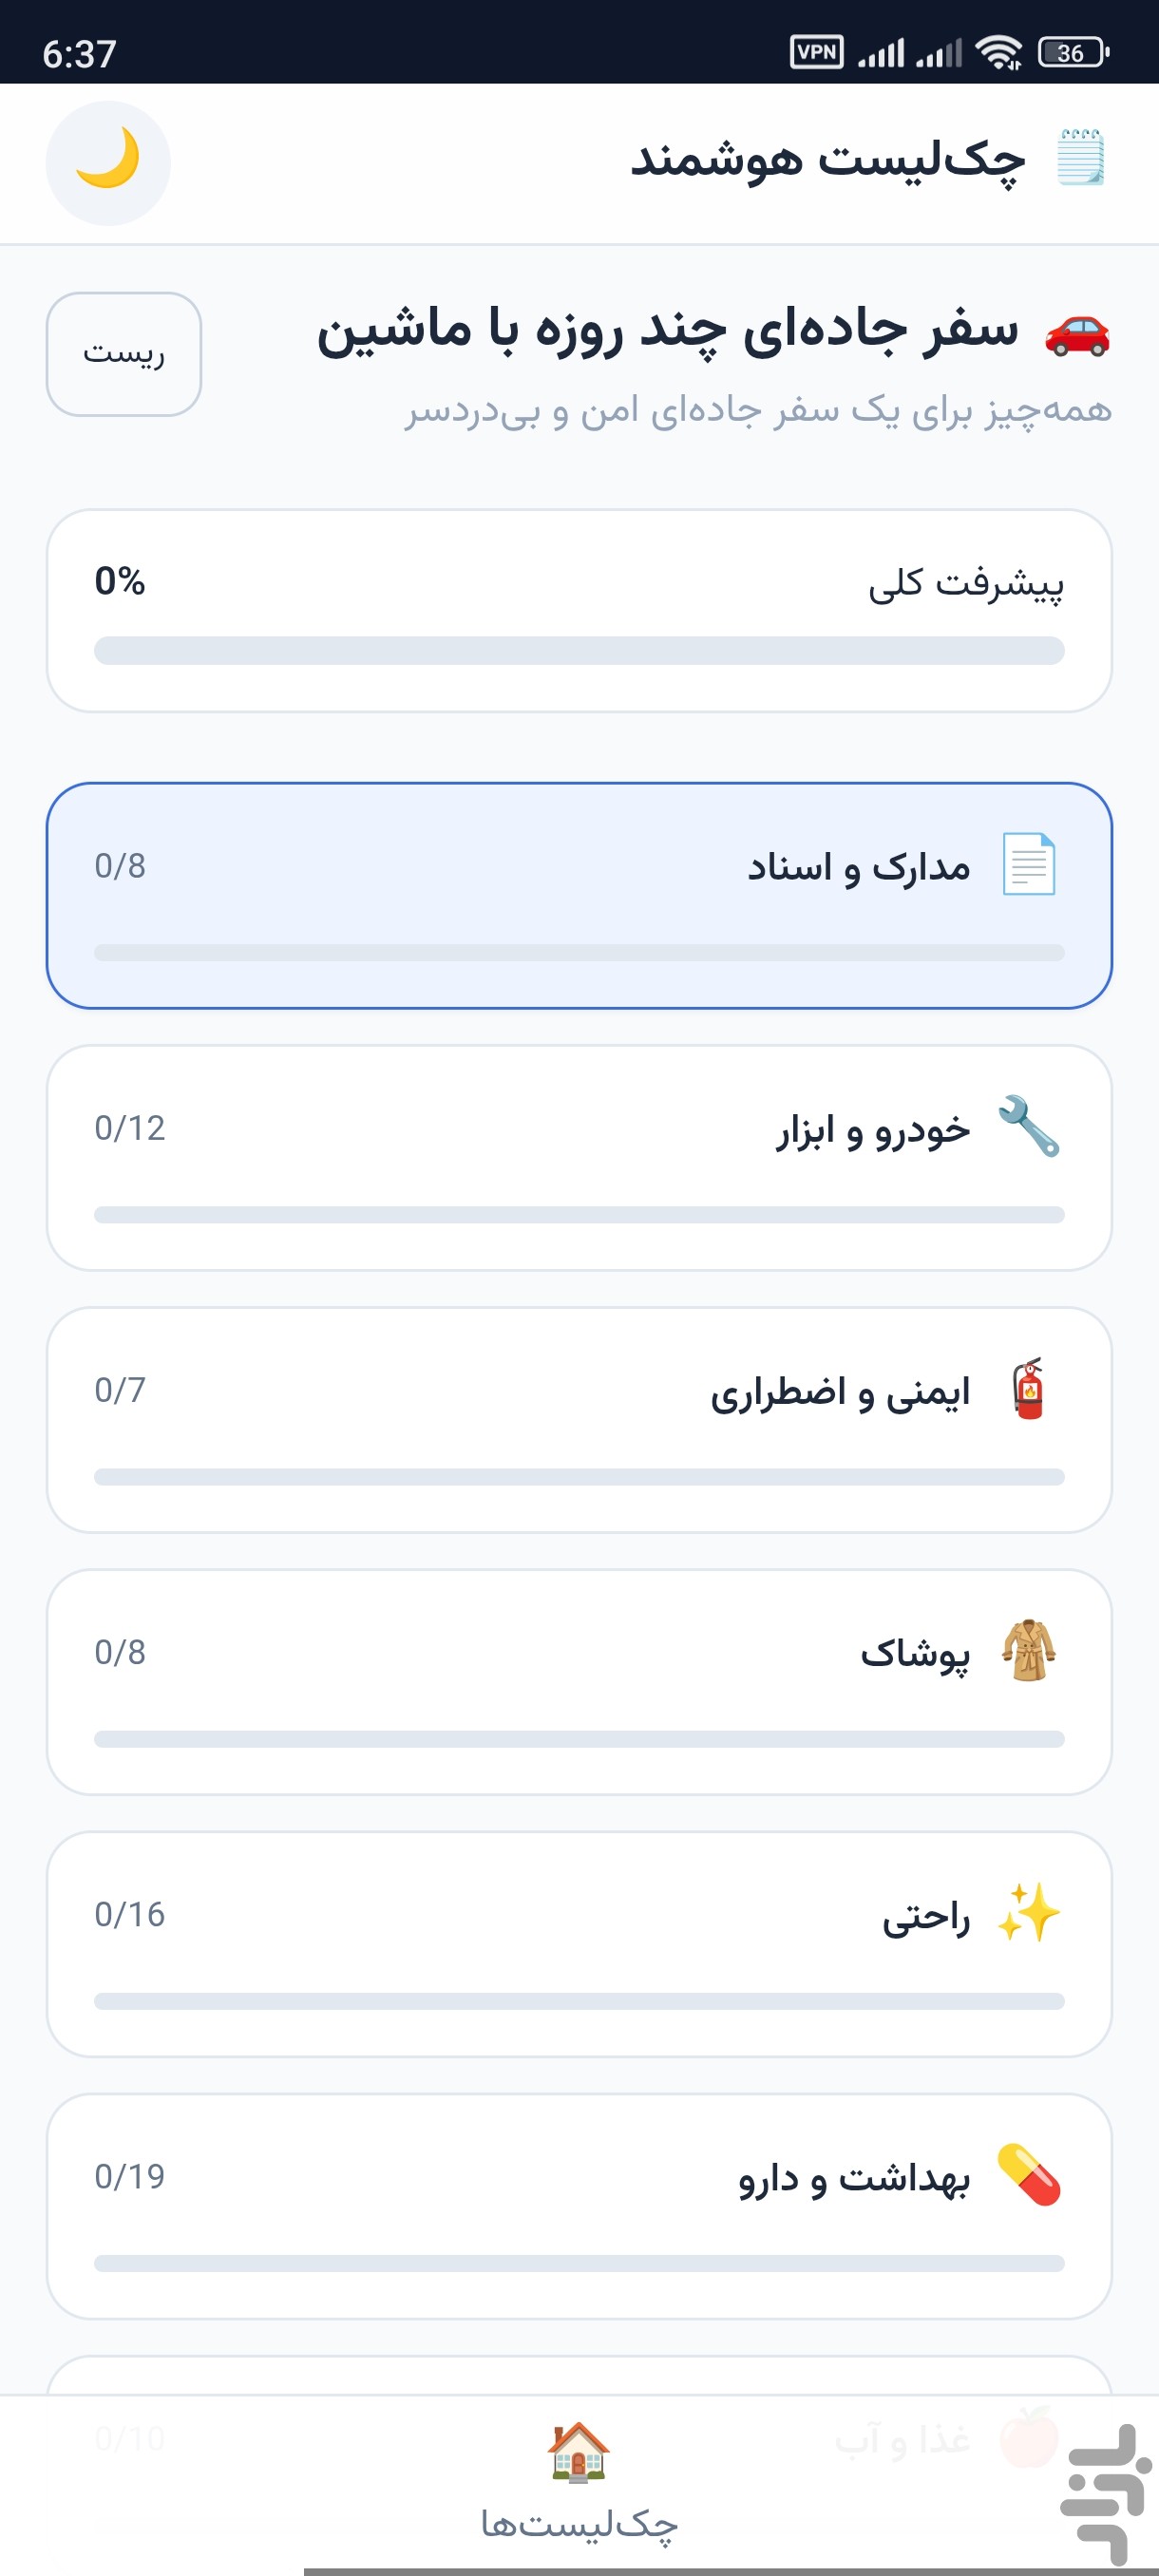 6:37
VPN
36
چک‌لیست هوشمند
سفر جاده‌ای چند روزه با ماشین
ریست
همه‌چیز برای یک سفر جاده‌ای امن و بی‌دردسر
پیشرفت کلی
0%
مدارک و اسناد
0/8
خودرو و ابزار
0/12
ایمنی و اضطراری
0/7
پوشاک
0/8
راحتی
0/16
بهداشت و دارو
0/19
غذا و آب
0/10
چک‌لیست‌ها